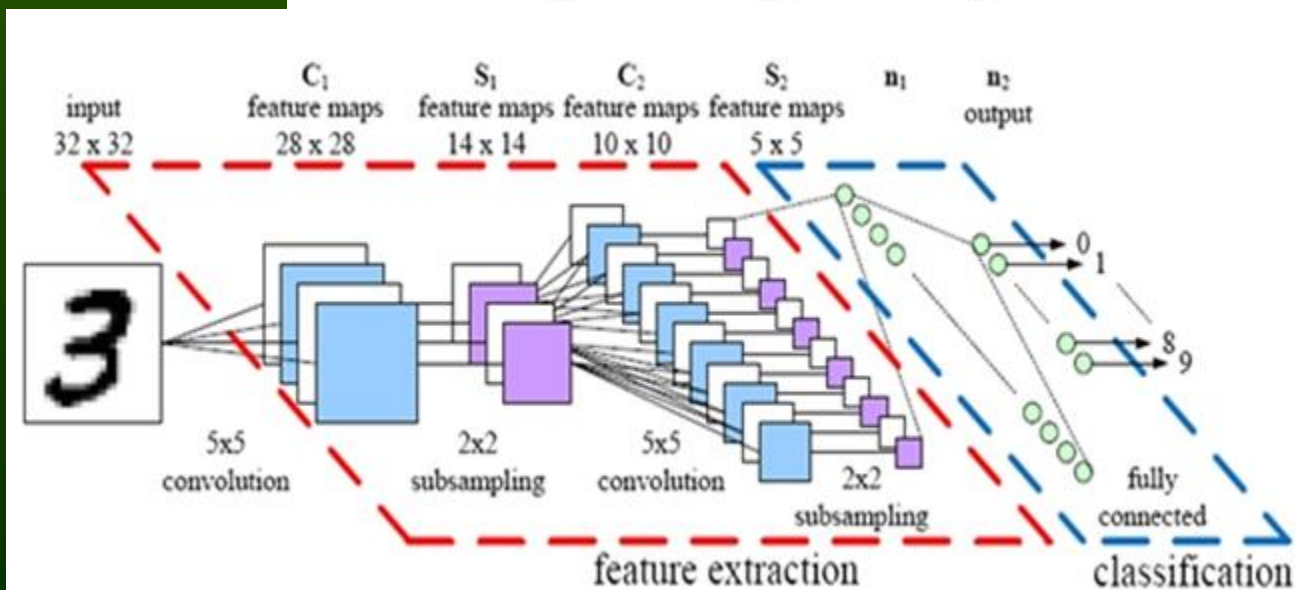 input
32 x 32
C₁
feature maps
28 x 28
S₁
feature maps
14 x 14
C₂
feature maps
10 x 10
S₂
feature maps
5 x 5
n₁
n₂
output
3
0
1
8
9
5x5
convolution
2x2
subsampling
5x5
convolution
2x2
subsampling
fully
connected
feature extraction
classification